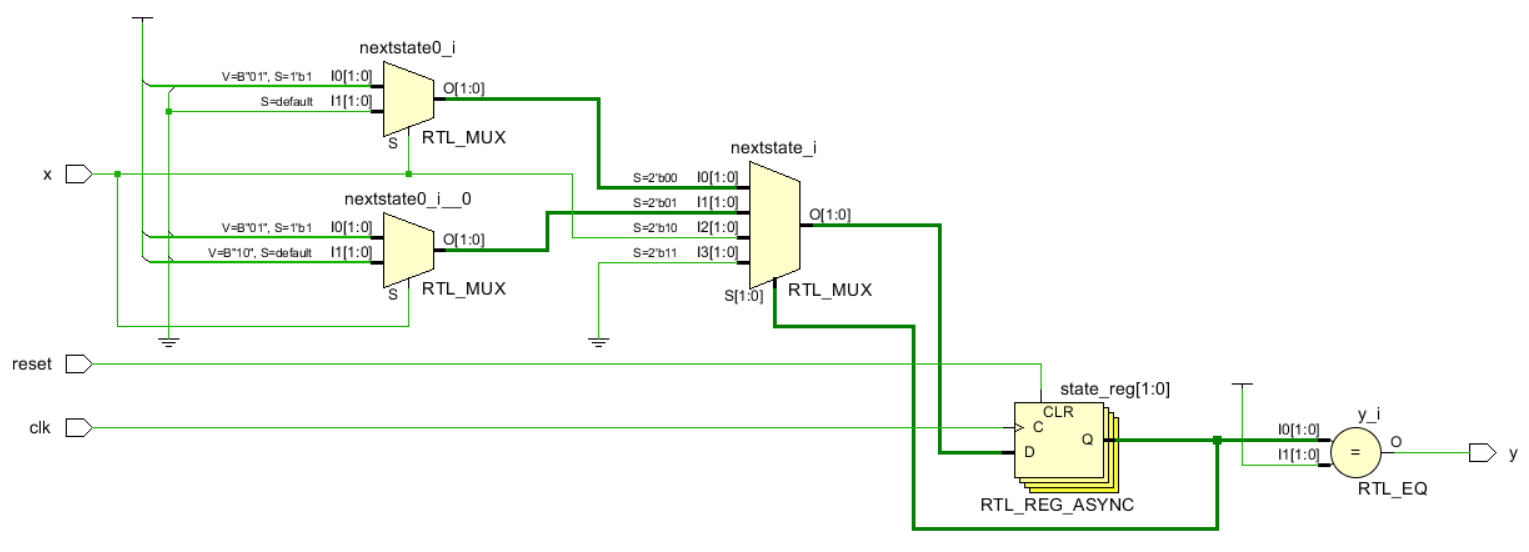 nextstate0_i
V=B"01", S=1'b1 I0[1:0]
S=default I1[1:0]
O[1:0]
S
RTL_MUX
x
nextstate0_i__0
V=B"01", S=1'b1 I0[1:0]
V=B"10", S=default I1[1:0]
O[1:0]
S
RTL_MUX
nextstate_i
S=2'b00 I0[1:0]
S=2'b01 I1[1:0]
S=2'b10 I2[1:0]
S=2'b11 I3[1:0]
O[1:0]
S[1:0]
RTL_MUX
reset
clk
state_reg[1:0]
CLR
C
Q
D
RTL_REG_ASYNC
y_i
I0[1:0]
I1[1:0]
=
O
RTL_EQ
y